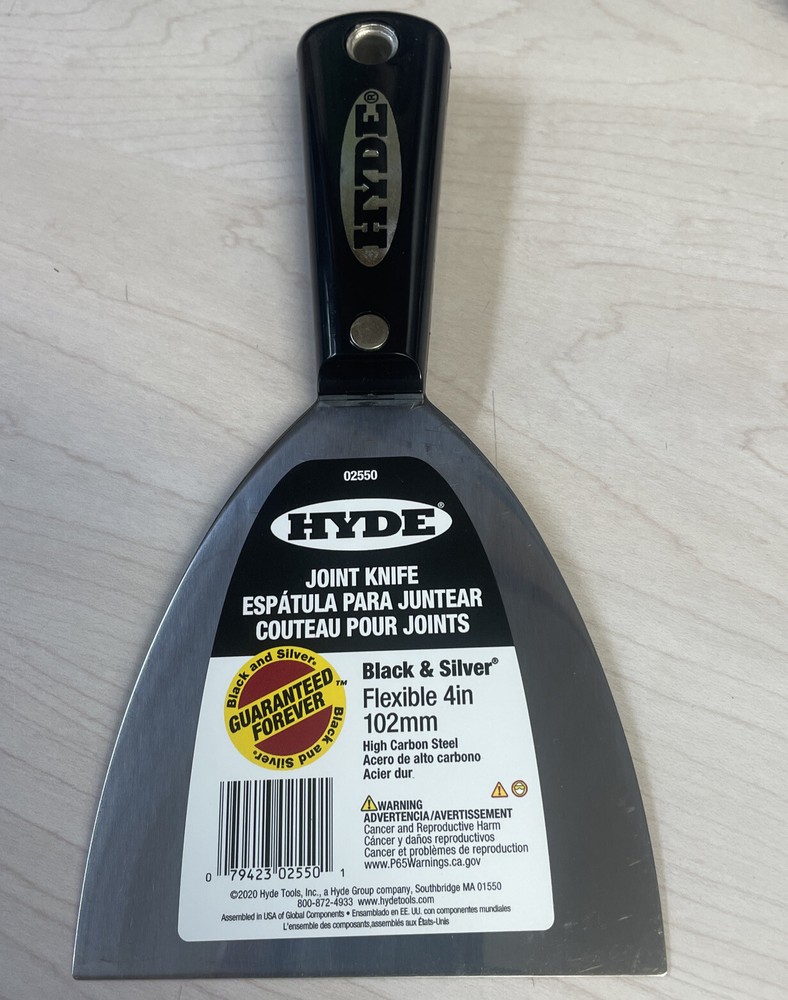 HYDE®
02550
HYDE®
JOINT KNIFE
ESPÁTULA PARA JUNTEAR
COUTEAU POUR JOINTS
Black and Silver®
GUARANTEED™
FOREVER
Black and Silver®
Black & Silver®
Flexible 4in
102mm
High Carbon Steel
Acero de alto carbono
Acier dur.
WARNING
ADVERTENCIA/AVERTISSEMENT
Cancer and Reproductive Harm
Cáncer y daños reproductivos
Cancer et problèmes de reproduction
www.P65Warnings.ca.gov
0 79423 02550 1
©2020 Hyde Tools, Inc., a Hyde Group company, Southbridge MA 01550
800-872-4933 www.hydetools.com
Assembled in USA of Global Components • Ensamblado en EE. UU. con componentes mundiales
L'ensemble des composants,assemblés aux États-Unis